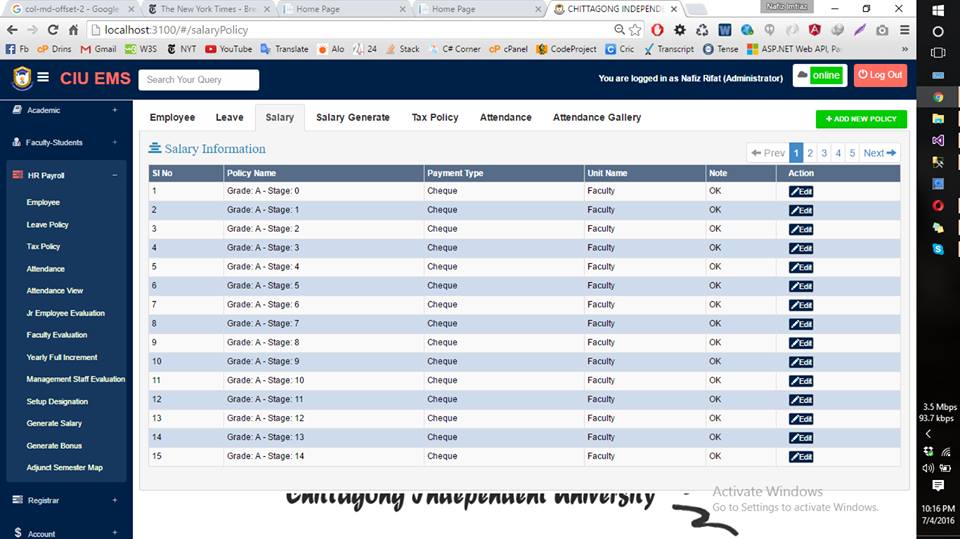 col-md-offset-2 - Google
The New York Times - Bre
Home Page
Home Page
CHITTAGONG INDEPENDEN
Nafiz Imtiaz
localhost:3100/#/salaryPolicy
Fb
Drints
Gmail
W3S
NYT
YouTube
Translate
Alo
24
Stack
C# Corner
cPanel
CodeProject
Cric
Transcript
Tense
ASP.NET Web API, Pa
CIU EMS
Search Your Query
You are logged in as Nafiz Rifat (Administrator)
online
Log Out
Academic +
Faculty-Students +
HR Payroll –
Employee
Leave Policy
Tax Policy
Attendance
Attendance View
Jr Employee Evaluation
Faculty Evaluation
Yearly Full Increment
Management Staff Evaluation
Setup Designation
Generate Salary
Generate Bonus
Adjunct Semester Map
Registrar +
$ Account +
Employee Leave Salary Salary Generate Tax Policy Attendance Attendance Gallery
+ ADD NEW POLICY
Salary Information
Prev 1 2 3 4 5 Next
Sl No Policy Name Payment Type Unit Name Note Action
1 Grade: A - Stage: 0 Cheque Faculty OK Edit
2 Grade: A - Stage: 1 Cheque Faculty OK Edit
3 Grade: A - Stage: 2 Cheque Faculty OK Edit
4 Grade: A - Stage: 3 Cheque Faculty OK Edit
5 Grade: A - Stage: 4 Cheque Faculty OK Edit
6 Grade: A - Stage: 5 Cheque Faculty OK Edit
7 Grade: A - Stage: 6 Cheque Faculty OK Edit
8 Grade: A - Stage: 7 Cheque Faculty OK Edit
9 Grade: A - Stage: 8 Cheque Faculty OK Edit
10 Grade: A - Stage: 9 Cheque Faculty OK Edit
11 Grade: A - Stage: 10 Cheque Faculty OK Edit
12 Grade: A - Stage: 11 Cheque Faculty OK Edit
13 Grade: A - Stage: 12 Cheque Faculty OK Edit
14 Grade: A - Stage: 13 Cheque Faculty OK Edit
15 Grade: A - Stage: 14 Cheque Faculty OK Edit
Chittagong Independent University
Activate Windows
Go to Settings to activate Windows.
3.5 Mbps
93.7 kbps
10:16 PM
7/4/2016